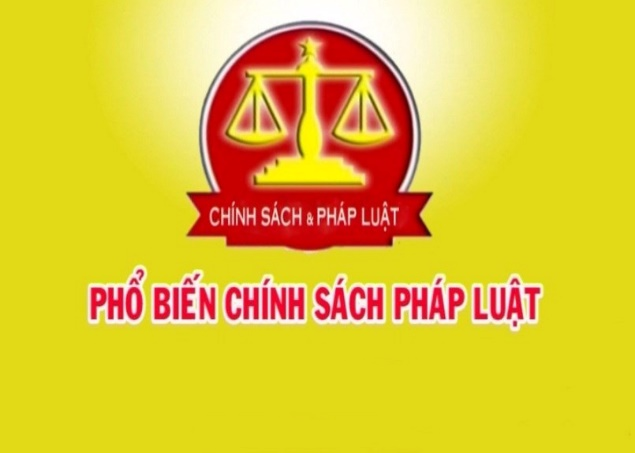 CHÍNH SÁCH & PHÁP LUẬT
PHỔ BIẾN CHÍNH SÁCH PHÁP LUẬT